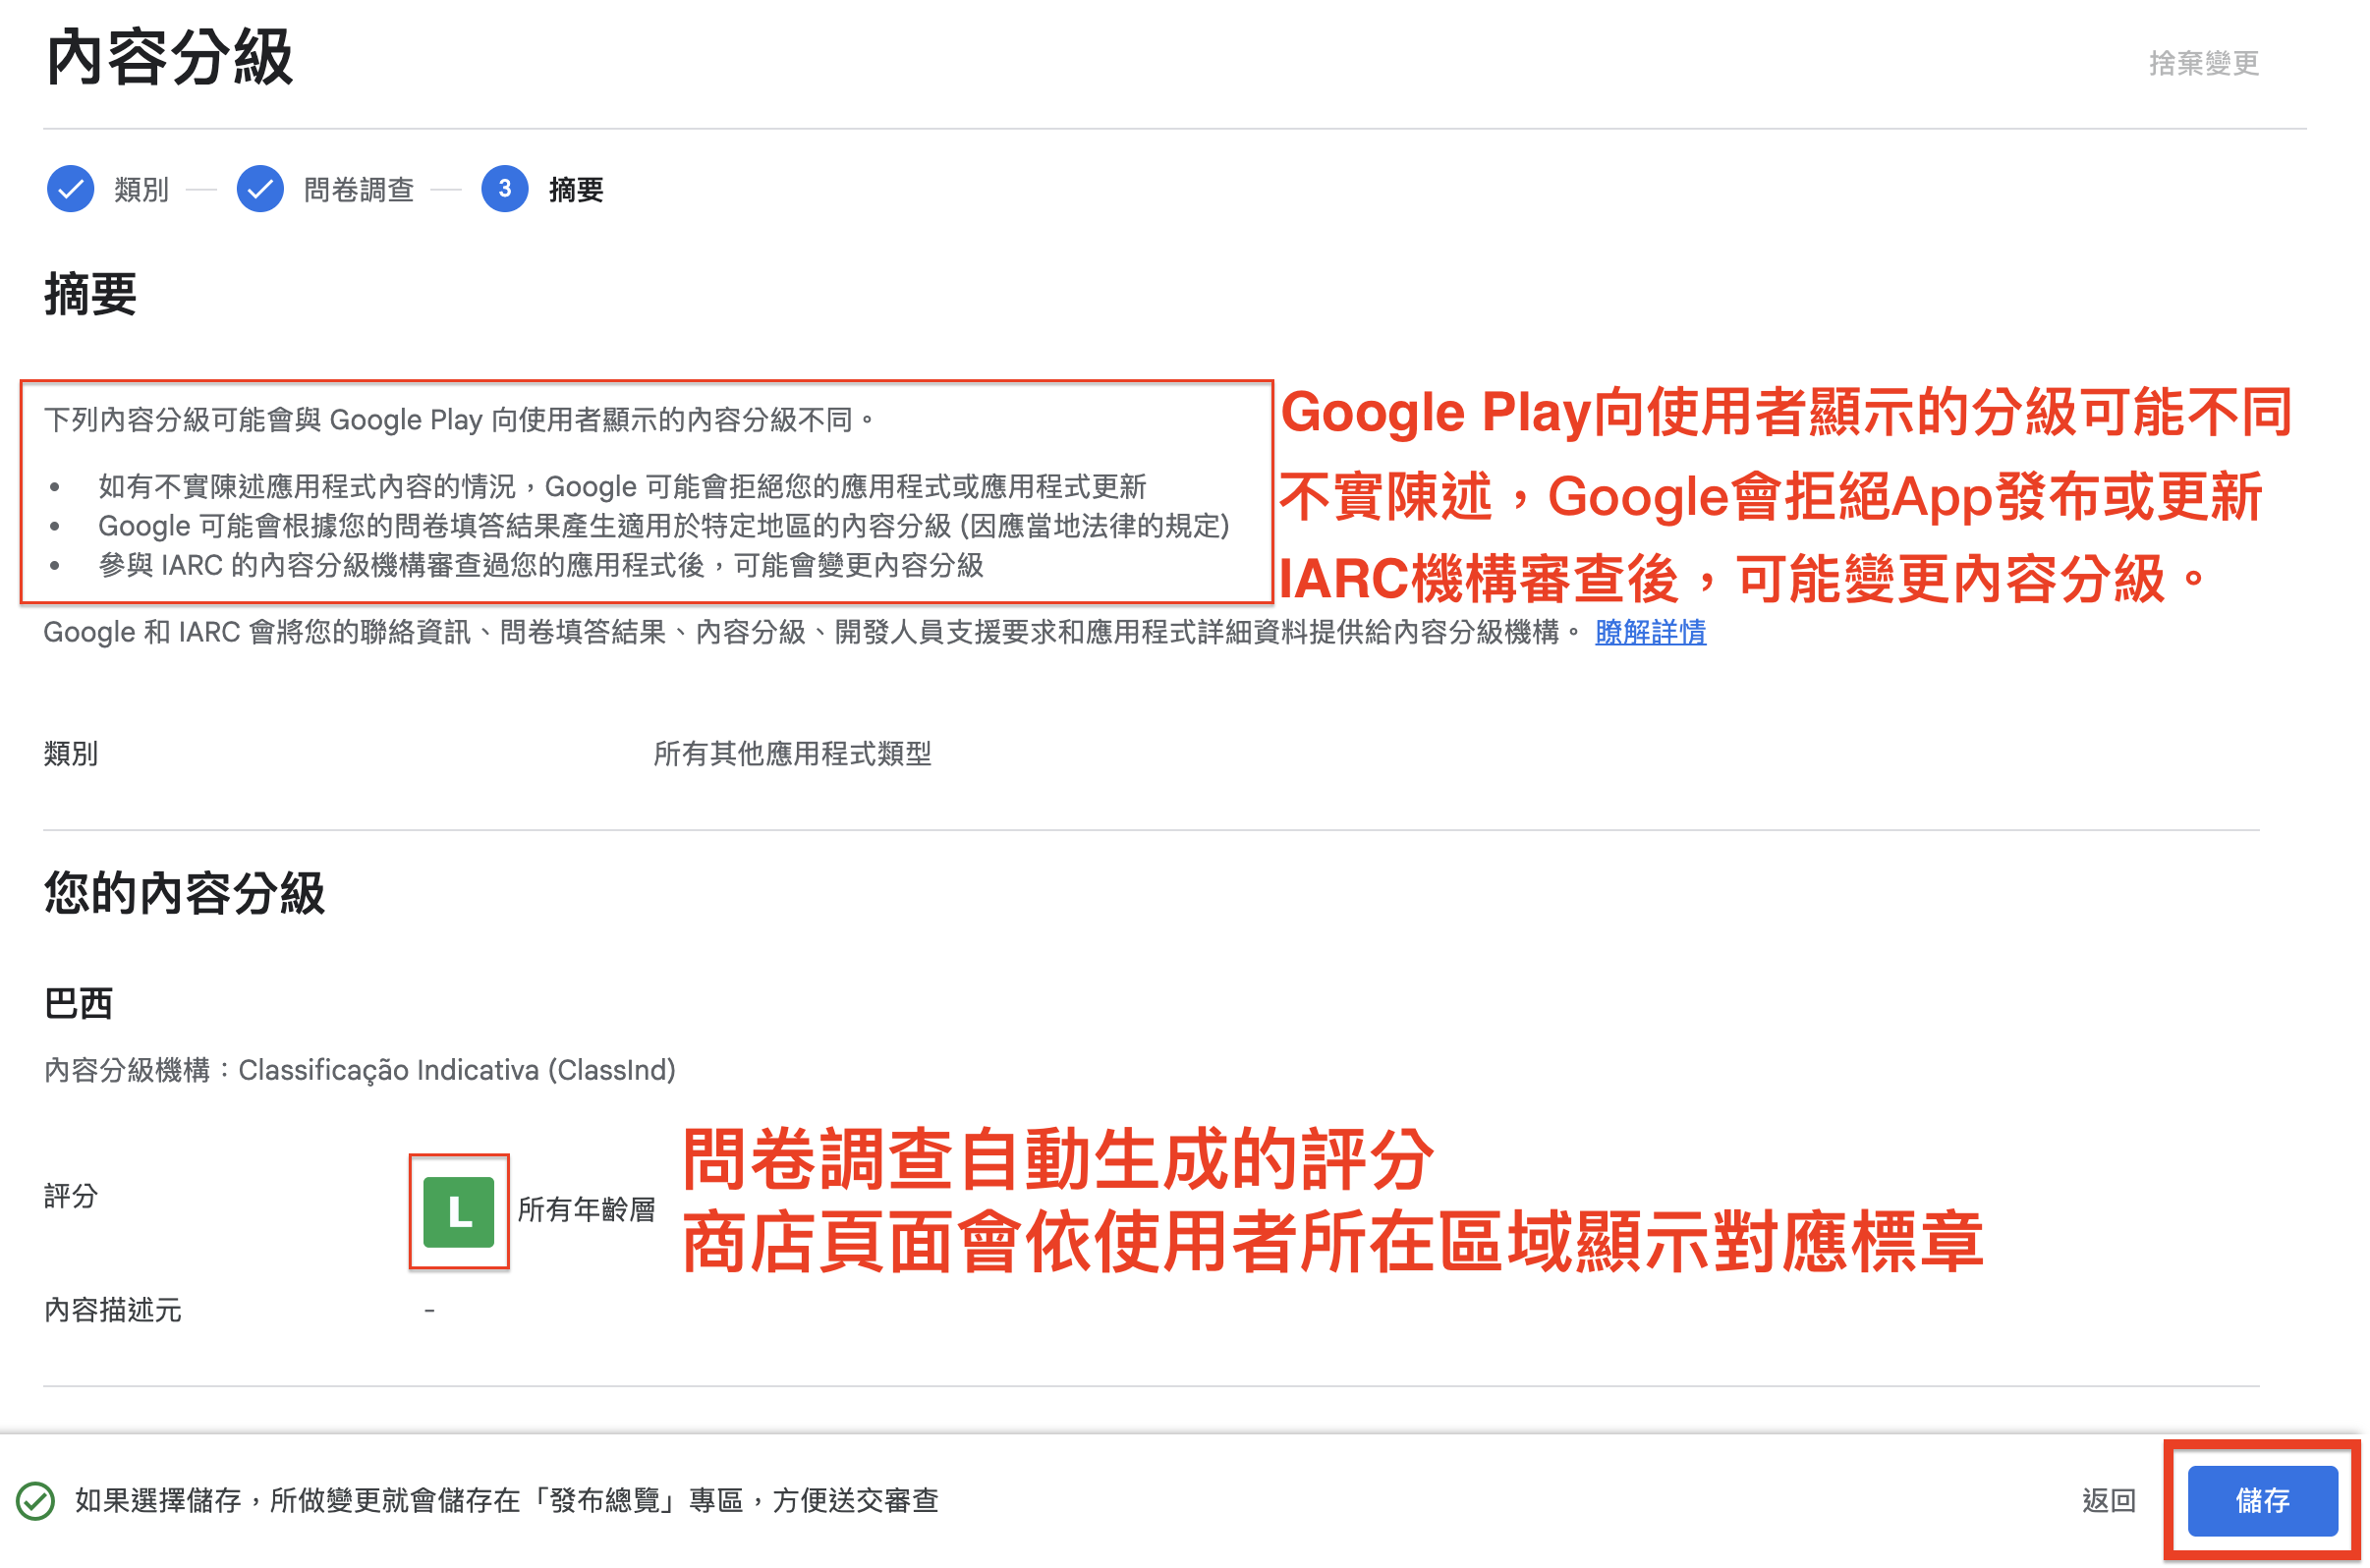 內容分級
捨棄變更
類別
問卷調查
3 摘要
摘要
下列內容分級可能會與 Google Play 向使用者顯示的內容分級不同。
• 如有不實陳述應用程式內容的情況，Google 可能會拒絕您的應用程式或應用程式更新
• Google 可能會根據您的問卷填答結果產生適用於特定地區的內容分級 (因應當地法律的規定)
• 參與 IARC 的內容分級機構審查過您的應用程式後，可能會變更內容分級
Google Play向使用者顯示的分級可能不同
不實陳述，Google會拒絕App發布或更新
IARC機構審查後，可能變更內容分級。
Google 和 IARC 會將您的聯絡資訊、問卷填答結果、內容分級、開發人員支援要求和應用程式詳細資料提供給內容分級機構。 瞭解詳情
類別
所有其他應用程式類型
您的內容分級
巴西
內容分級機構：Classificação Indicativa (ClassInd)
評分
L 所有年齡層
問卷調查自動生成的評分
商店頁面會依使用者所在區域顯示對應標章
內容描述元
-
如果選擇儲存，所做變更就會儲存在「發布總覽」專區，方便送交審查
返回
儲存